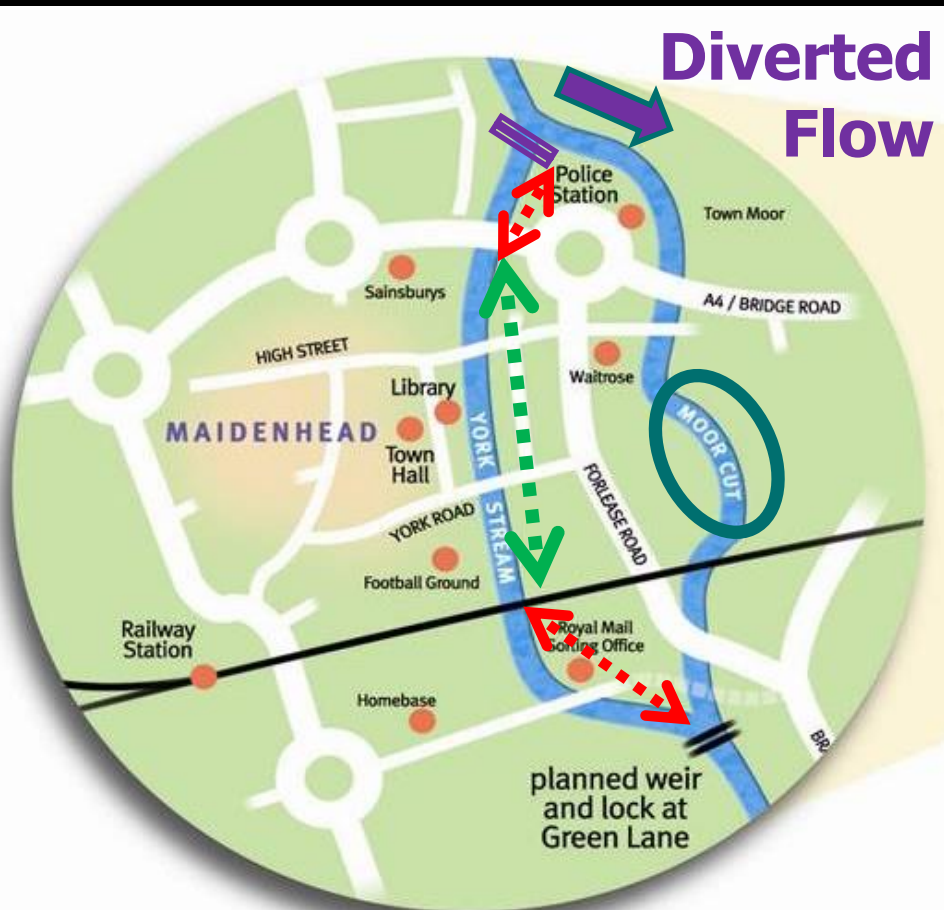 Diverted
Flow
Police
Station
Town Moor
Sainsburys
A4 / BRIDGE ROAD
HIGH STREET
Waitrose
Library
MAIDENHEAD
Town
Hall
YORK STREAM
MOOR CUT
FORLEASE ROAD
YORK ROAD
Football Ground
Railway
Station
Royal Mail
Sorting Office
Homebase
planned weir
and lock at
Green Lane